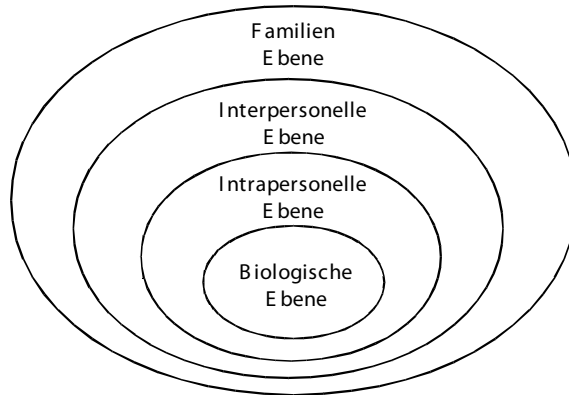 Familien
Ebene
Interpersonelle
Ebene
Intrapersonelle
Ebene
Biologische
Ebene